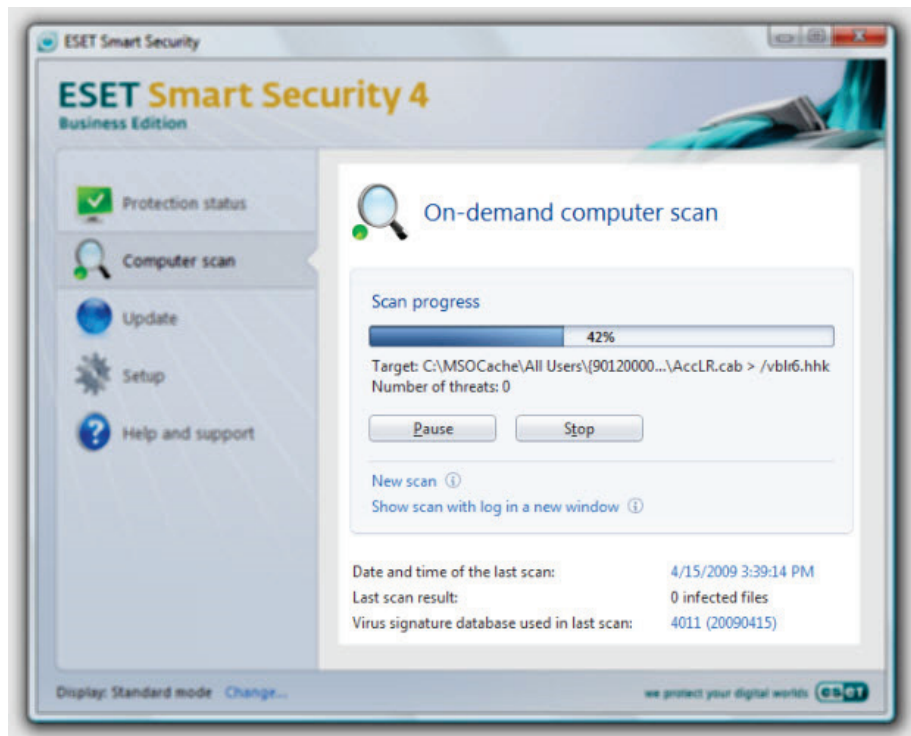 ESET Smart Security
ESET Smart Security 4
Business Edition
Protection status
Computer scan
Update
Setup
Help and support
On-demand computer scan
Scan progress
42%
Target: C:\MSOCache\All Users\{90120000...\AccLR.cab > /vblr6.hhk
Number of threats: 0
Pause
Stop
New scan
Show scan with log in a new window
Date and time of the last scan: 4/15/2009 3:39:14 PM
Last scan result: 0 infected files
Virus signature database used in last scan: 4011 (20090415)
Display: Standard mode Change...
we protect your digital worlds eset